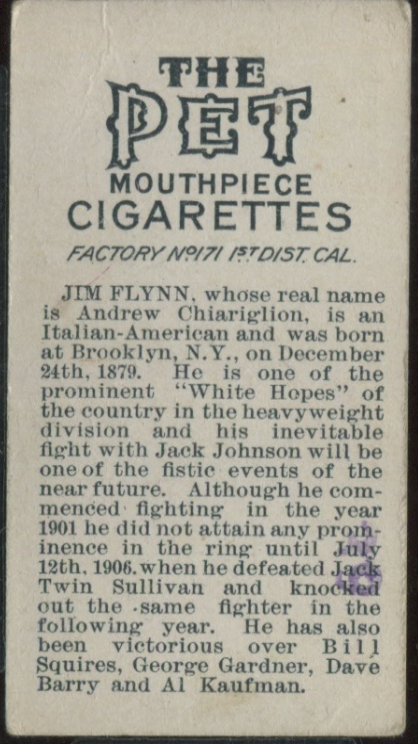 THE
PET
MOUTHPIECE
CIGARETTES
FACTORY Nº171 1ST DIST. CAL.
JIM FLYNN, whose real name
is Andrew Chiariglion, is an
Italian-American and was born
at Brooklyn, N.Y., on December
24th, 1879. He is one of the
prominent "White Hopes" of
the country in the heavyweight
division and his inevitable
fight with Jack Johnson will be
one of the fistic events of the
near future. Although he com-
menced fighting in the year
1901 he did not attain any prom-
inence in the ring until July
12th. 1906. when he defeated Jack
Twin Sullivan and knocked
out the same fighter in the
following year. He has also
been victorious over Bill
Squires, George Gardner, Dave
Barry and Al Kaufman.